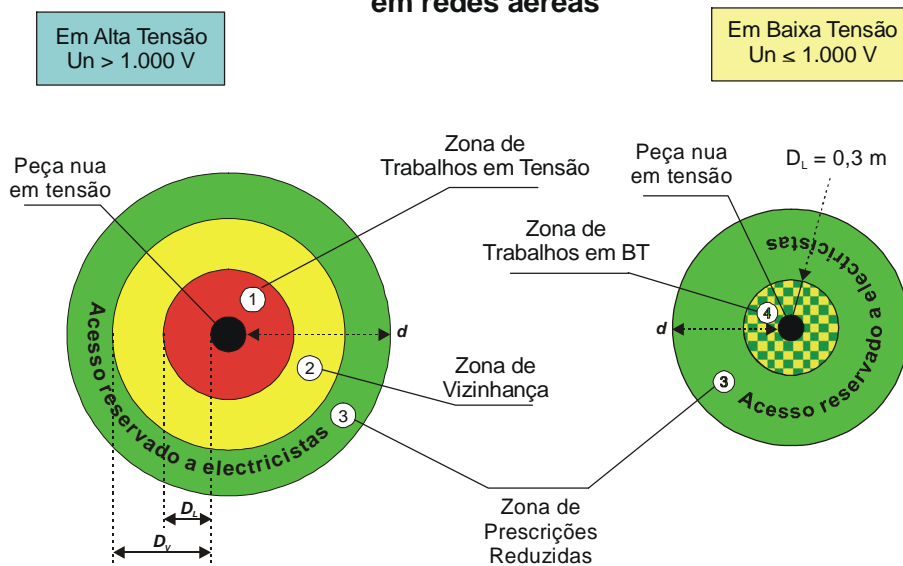 em redes aéreas
Em Alta Tensão
Un > 1.000 V
Em Baixa Tensão
Un ≤ 1.000 V
Peça nua
em tensão
Zona de
Trabalhos em Tensão
Peça nua
em tensão
D_L = 0,3 m
Zona de
Trabalhos em BT
1
2
3
d
Acesso reservado a electricistas
4
3
d
Acesso reservado a electricistas
Zona de
Vizinhança
Zona de
Prescrições
Reduzidas
D_L
D_V